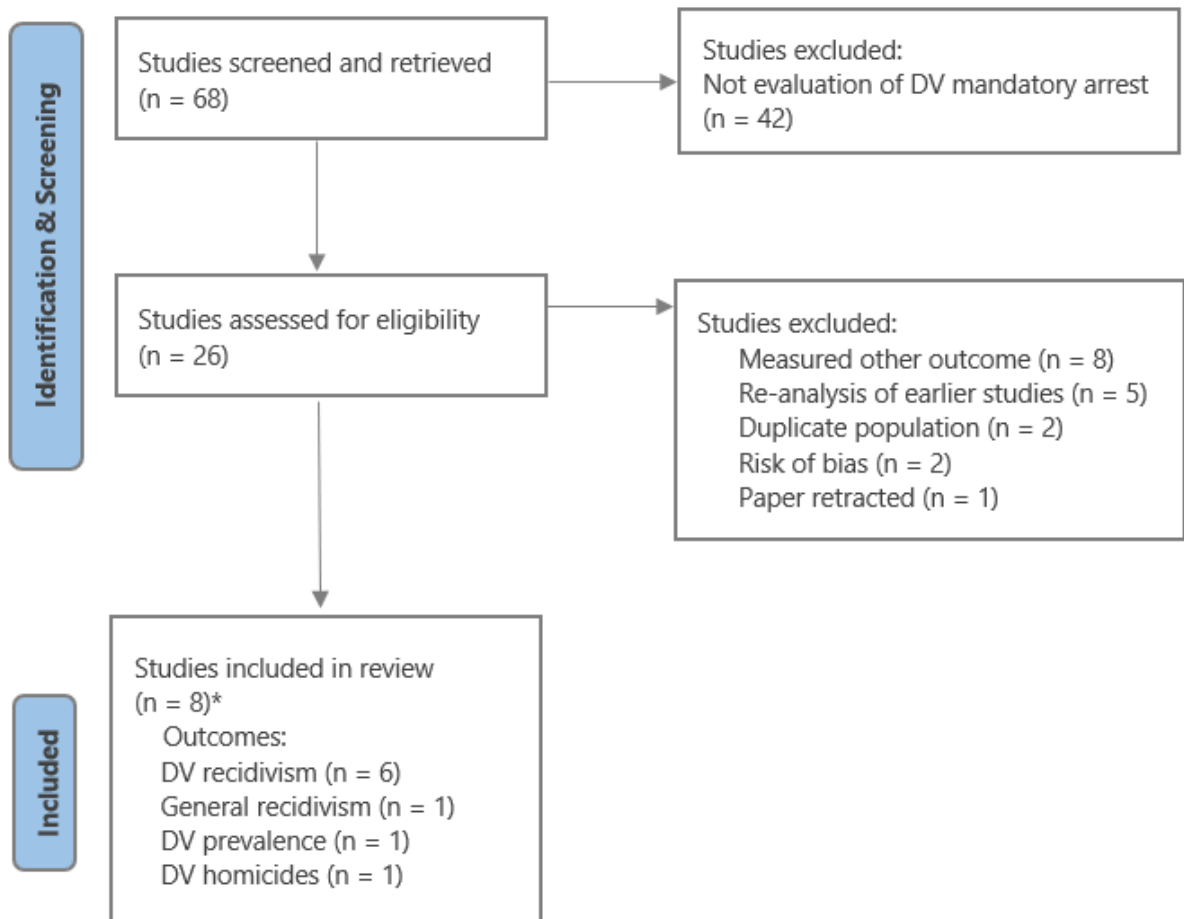 Identification & Screening
Studies screened and retrieved
(n = 68)
Studies excluded:
Not evaluation of DV mandatory arrest
(n = 42)
Studies assessed for eligibility
(n = 26)
Studies excluded:
Measured other outcome (n = 8)
Re-analysis of earlier studies (n = 5)
Duplicate population (n = 2)
Risk of bias (n = 2)
Paper retracted (n = 1)
Included
Studies included in review
(n = 8)*
Outcomes:
DV recidivism (n = 6)
General recidivism (n = 1)
DV prevalence (n = 1)
DV homicides (n = 1)